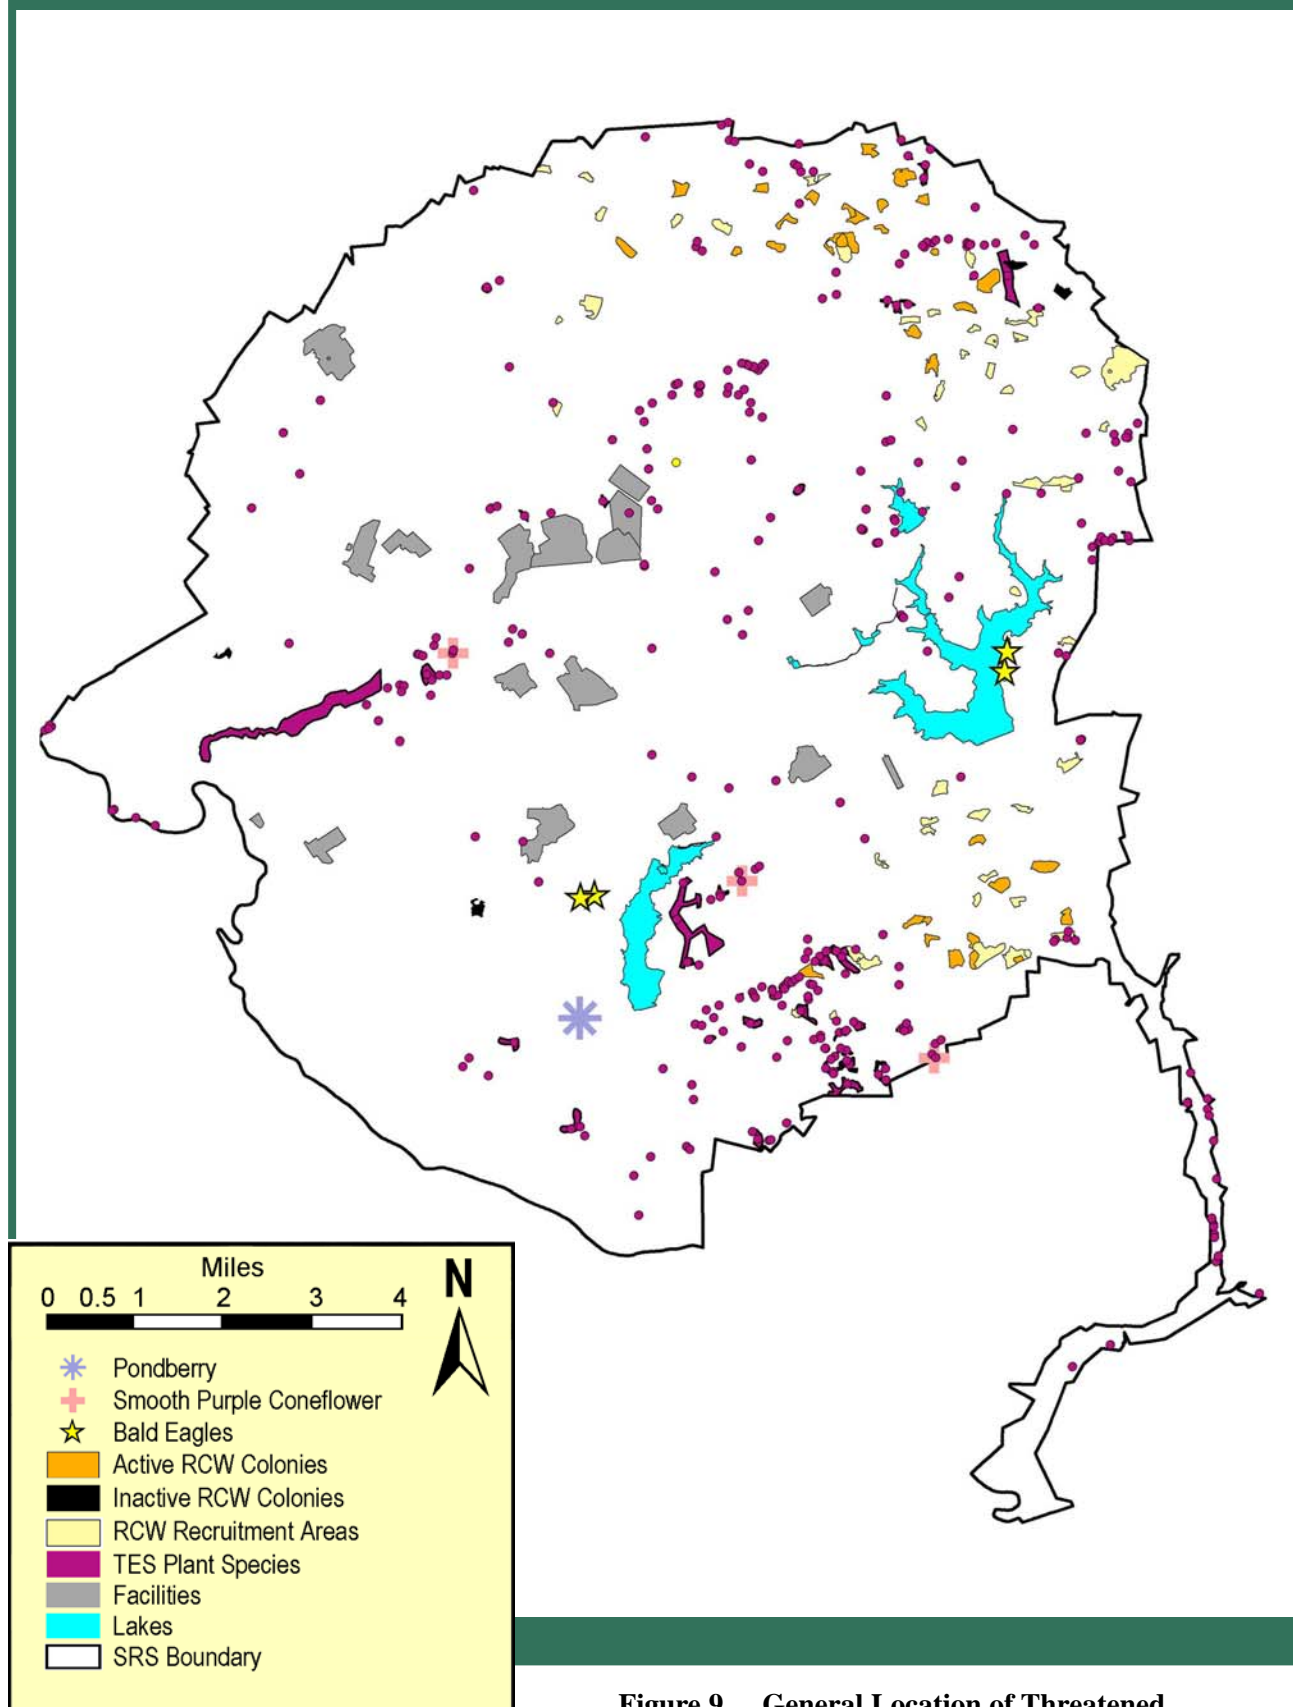 Miles
0 0.5 1 2 3 4
N
Pondberry
Smooth Purple Coneflower
Bald Eagles
Active RCW Colonies
Inactive RCW Colonies
RCW Recruitment Areas
TES Plant Species
Facilities
Lakes
SRS Boundary
Figure 9. General Location of Threatened